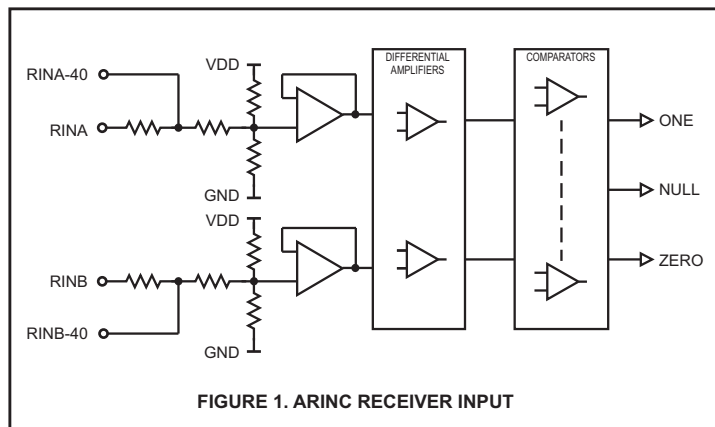 RINA-40
RINA
VDD
GND
VDD
RINB
RINB-40
GND
DIFFERENTIAL
AMPLIFIERS
COMPARATORS
ONE
NULL
ZERO
FIGURE 1. ARINC RECEIVER INPUT